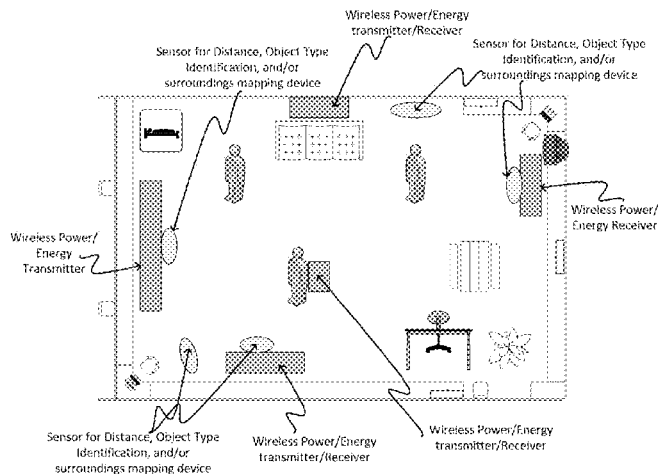 Wireless Power/Energy
transmitter/Receiver
Sensor for Distance, Object Type
Identification, and/or
surroundings mapping device
Sensor for Distance, Object Type
Identification, and/or
surroundings mapping device
Wireless Power/
Energy Receiver
Wireless Power/
Energy
Transmitter
Sensor for Distance, Object Type
Identification, and/or
surroundings mapping device
Wireless Power/Energy
transmitter/Receiver
Wireless Power/Energy
transmitter/Receiver